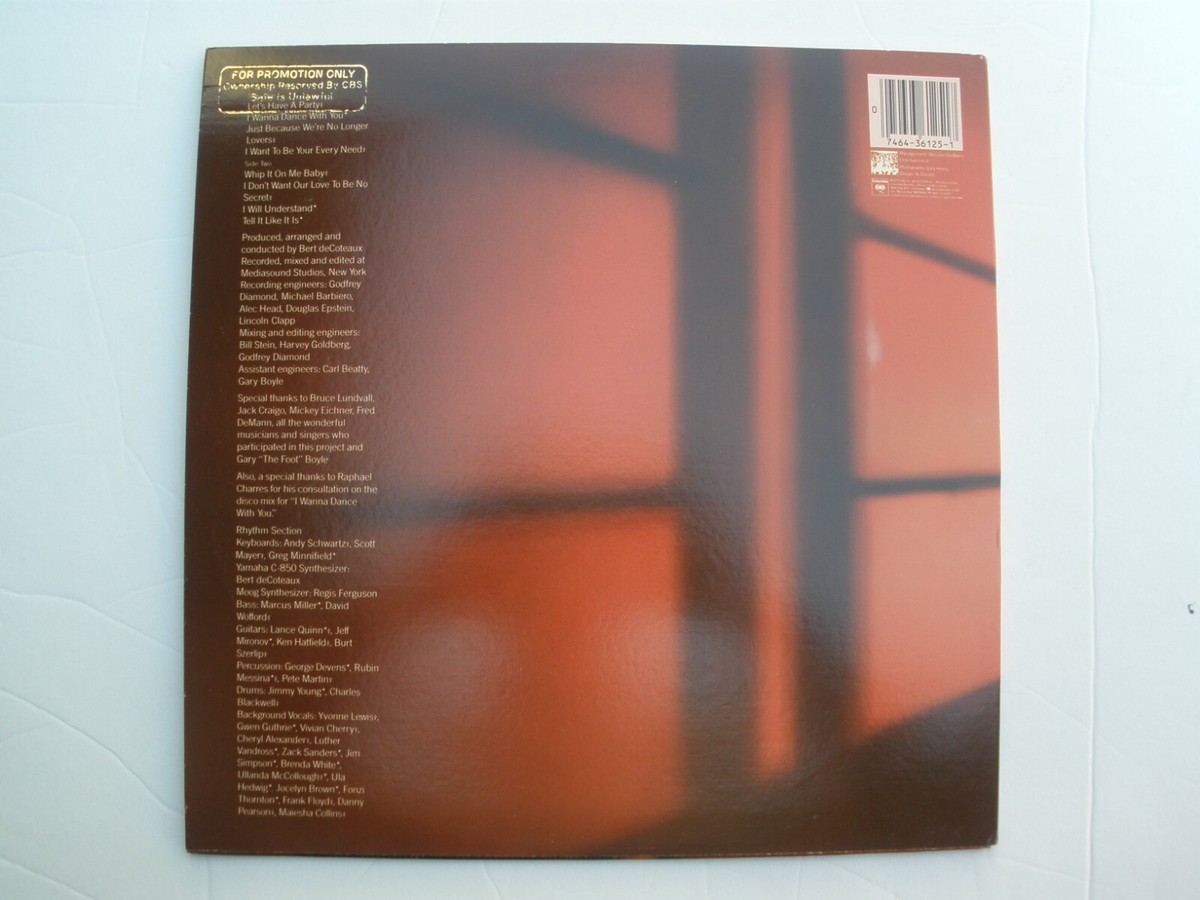 FOR PROMOTION ONLY
Ownership Reserved By CBS
Sale is Unlawful
Let's Have A Party‡
I Wanna Dance With You*
Just Because We're No Longer
Lovers‡
I Want To Be Your Every Need‡
Side Two
Whip It On Me Baby‡
I Don't Want Our Love To Be No
Secret‡
I Will Understand*
Tell It Like It Is*
Produced, arranged and
conducted by Bert deCoteaux
Recorded, mixed and edited at
Mediasound Studios, New York
Recording engineers: Godfrey
Diamond, Michael Barbiero,
Alec Head, Douglas Epstein,
Lincoln Clapp
Mixing and editing engineers:
Bill Stein, Harvey Goldberg,
Godfrey Diamond
Assistant engineers: Carl Beatty,
Gary Boyle
Special thanks to Bruce Lundvall,
Jack Craigo, Mickey Eichner, Fred
DeMann, all the wonderful
musicians and singers who
participated in this project and
Gary "The Foot" Boyle
Also, a special thanks to Raphael
Charres for his consultation on the
disco mix for "I Wanna Dance
With You."
Rhythm Section
Keyboards: Andy Schwartz‡, Scott
Mayer‡, Greg Minnifield*
Yamaha C-850 Synthesizer:
Bert deCoteaux
Moog Synthesizer: Regis Ferguson
Bass: Marcus Miller*, David
Wofford‡
Guitars: Lance Quinn*‡, Jeff
Mironov*, Ken Hatfield‡, Burt
Szerlip‡
Percussion: George Devens*, Rubin
Messina*‡, Pete Martin‡
Drums: Jimmy Young*, Charles
Blackwell‡
Background Vocals: Yvonne Lewis‡,
Gwen Guthrie*, Vivian Cherry‡,
Cheryl Alexander‡, Luther
Vandross*, Zack Sanders*, Jim
Simpson*, Brenda White*,
Ullanda McCollough‡*, Ula
Hedwig*, Jocelyn Brown*, Fonzi
Thornton*, Frank Floyd‡, Danny
Pearson‡, Maiesha Collins‡
0
7464-36125-1